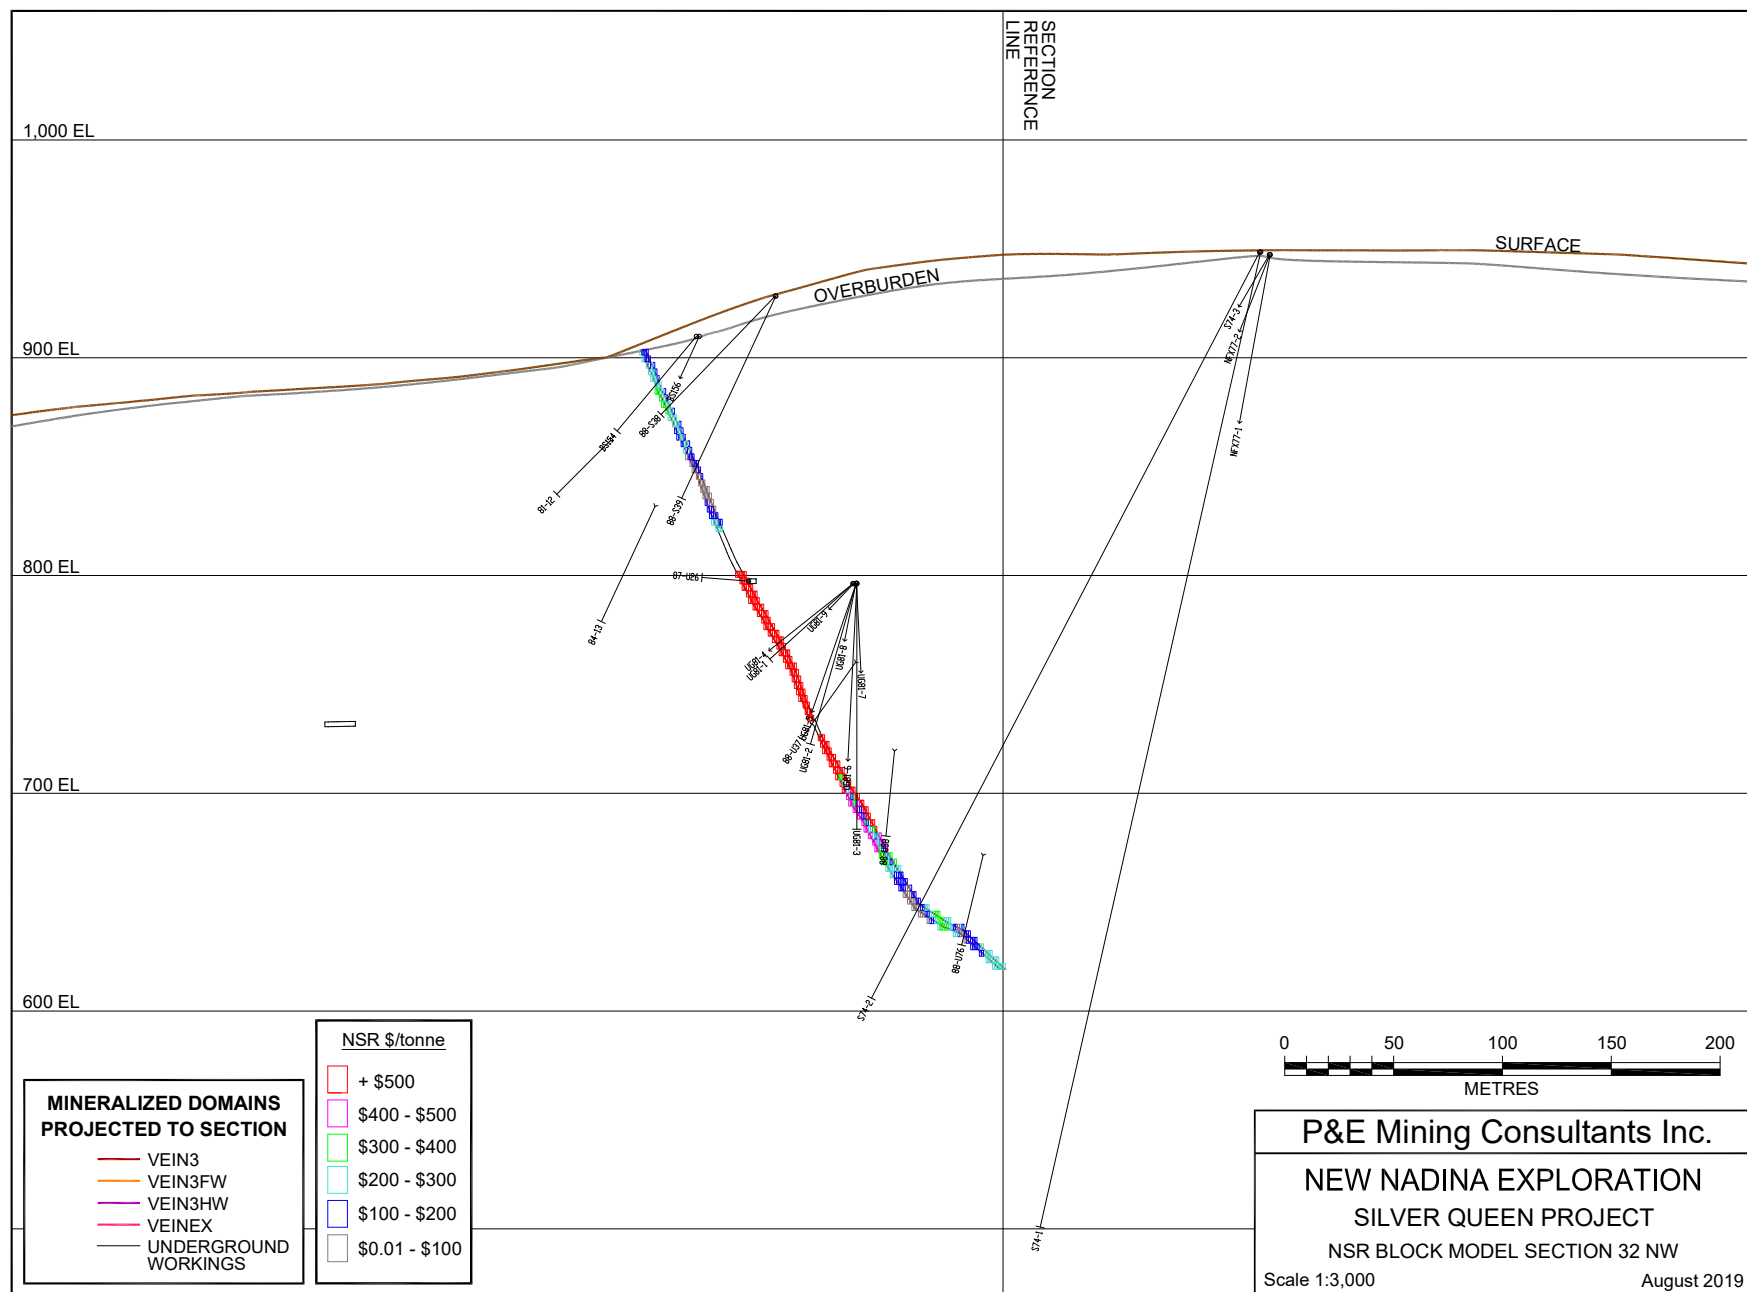 SECTION
REFERENCE
LINE
1,000 EL
SURFACE
OVERBURDEN
900 EL
S74-3
NFX77-2
NFX77-1
BS156
88-S38
81-12
88-S39
800 EL
87-U26
84-13
UG81-9
UG81-4
UG81-1
UG81-8
UG81-7
88-U37
UG81-2
700 EL
UG81-3
88-U76
600 EL
S74-2
S74-1
NSR $/tonne
+ $500
$400 - $500
$300 - $400
$200 - $300
$100 - $200
$0.01 - $100
MINERALIZED DOMAINS
PROJECTED TO SECTION
VEIN3
VEIN3FW
VEIN3HW
VEINEX
UNDERGROUND
WORKINGS
0 50 100 150 200
METRES
P&E Mining Consultants Inc.
NEW NADINA EXPLORATION
SILVER QUEEN PROJECT
NSR BLOCK MODEL SECTION 32 NW
Scale 1:3,000 August 2019